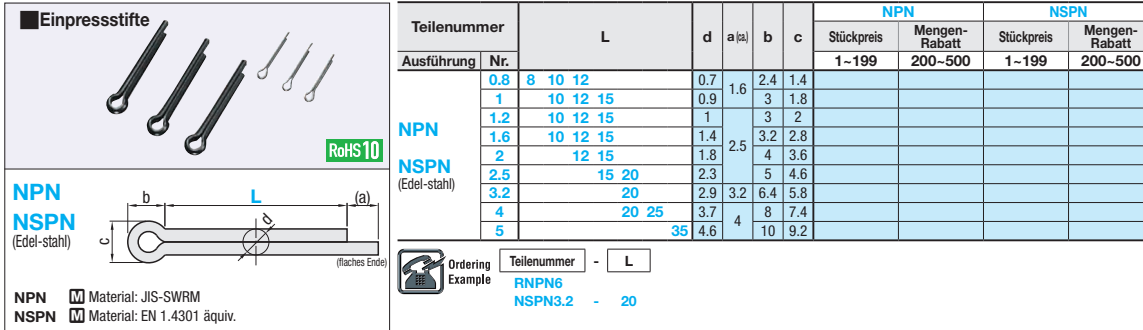 ■Einpressstifte
RoHS10
NPN
NSPN
(Edel-stahl)
b L (a)
c d
(flaches Ende)
NPN M Material: JIS-SWRM
NSPN M Material: EN 1.4301 äquiv.
Teilenummer L d a (ca.) b c NPN NSPN
Stückpreis Mengen-Rabatt Stückpreis Mengen-Rabatt
Ausführung Nr. 1~199 200~500 1~199 200~500
NPN
NSPN
(Edel-stahl)
0.8 8 10 12 0.7 1.6 2.4 1.4
1 10 12 15 0.9 3 1.8
1.2 10 12 15 1 2.5 3 2
1.6 10 12 15 1.4 3.2 2.8
2 12 15 1.8 4 3.6
2.5 15 20 2.3 5 4.6
3.2 20 2.9 3.2 6.4 5.8
4 20 25 3.7 4 8 7.4
5 35 4.6 10 9.2
Ordering
Example
Teilenummer - L
RNPN6
NSPN3.2 - 20